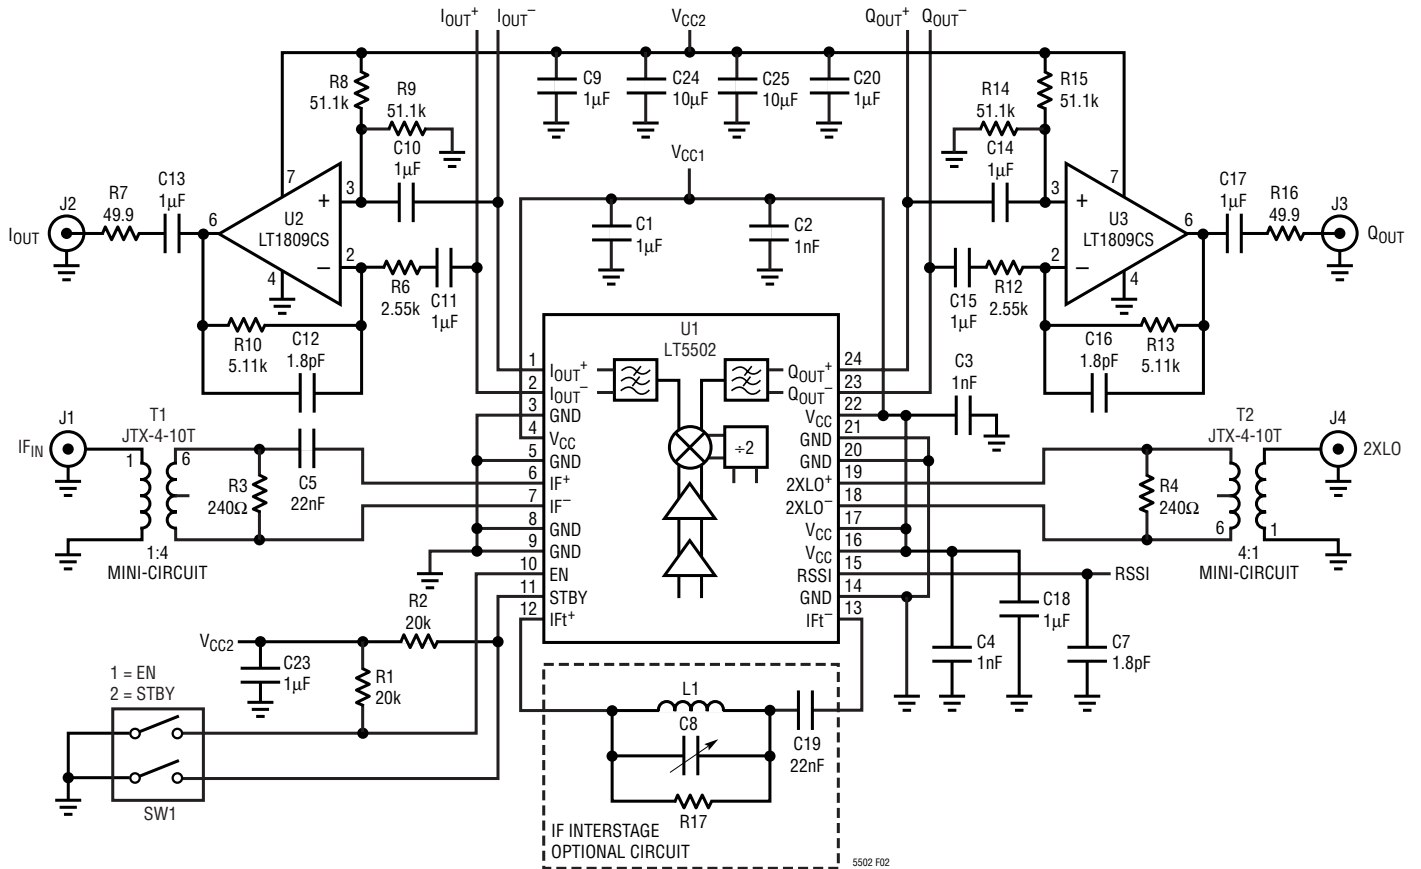 IOUT+
IOUT–
VCC2
QOUT+
QOUT–
R8
51.1k
R9
51.1k
C9
1µF
C24
10µF
C25
10µF
C20
1µF
R14
51.1k
R15
51.1k
C10
1µF
VCC1
C14
1µF
J2
IOUT
R7
49.9
C13
1µF
6
7
3
+
U2
LT1809CS
2
–
4
C1
1µF
C2
1nF
3
+
7
U3
LT1809CS
6
2
–
4
C17
1µF
R16
49.9
J3
QOUT
R6
2.55k
C11
1µF
C15
1µF
R12
2.55k
R10
5.11k
C12
1.8pF
C16
1.8pF
R13
5.11k
U1
LT5502
C3
1nF
1
IOUT+
2
IOUT–
3
GND
4
VCC
5
GND
6
IF+
7
IF–
8
GND
9
GND
10
EN
11
STBY
12
IFt+
÷2
24
QOUT+
23
QOUT–
22
VCC
21
GND
20
GND
19
2XLO+
18
2XLO–
17
VCC
16
VCC
15
RSSI
14
GND
13
IFt–
J1
IFIN
T1
JTX-4-10T
1
6
R3
240Ω
C5
22nF
1:4
MINI-CIRCUIT
T2
JTX-4-10T
R4
240Ω
6
1
4:1
MINI-CIRCUIT
J4
2XLO
RSSI
R2
20k
VCC2
C23
1µF
R1
20k
C4
1nF
C18
1µF
C7
1.8pF
1 = EN
2 = STBY
SW1
L1
C8
R17
C19
22nF
IF INTERSTAGE
OPTIONAL CIRCUIT
5502 F02